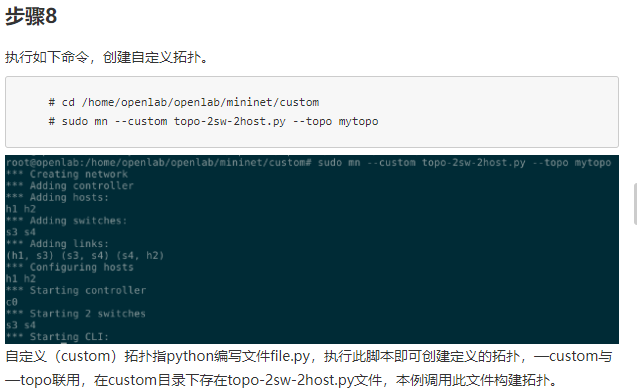 步骤8
执行如下命令，创建自定义拓扑。
# cd /home/openlab/openlab/mininet/custom
# sudo mn --custom topo-2sw-2host.py --topo mytopo
root@openlab:/home/openlab/openlab/mininet/custom# sudo mn --custom topo-2sw-2host.py --topo mytopo
*** Creating network
*** Adding controller
*** Adding hosts:
h1 h2
*** Adding switches:
s3 s4
*** Adding links:
(h1, s3) (s3, s4) (s4, h2)
*** Configuring hosts
h1 h2
*** Starting controller
c0
*** Starting 2 switches
s3 s4
*** Starting CLI:
自定义（custom）拓扑指python编写文件file.py，执行此脚本即可创建定义的拓扑，—custom与
—topo联用，在custom目录下存在topo-2sw-2host.py文件，本例调用此文件构建拓扑。